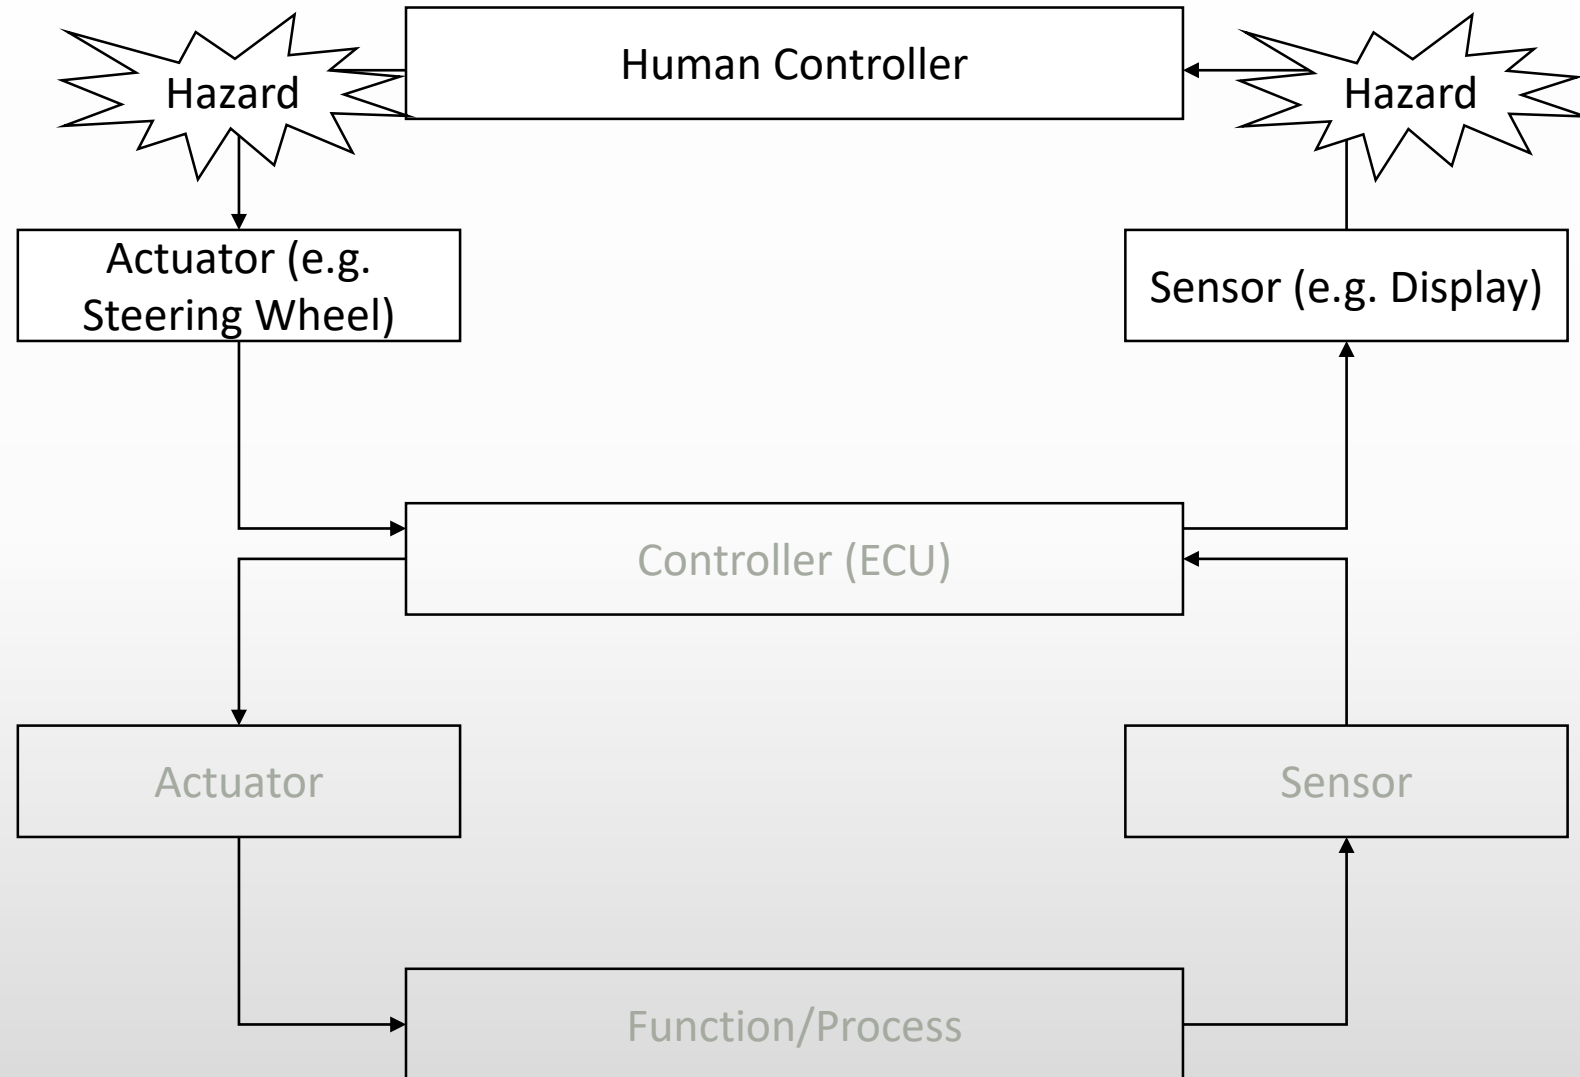 Human Controller
Hazard
Hazard
Actuator (e.g.
Steering Wheel)
Sensor (e.g. Display)
Controller (ECU)
Actuator
Sensor
Function/Process